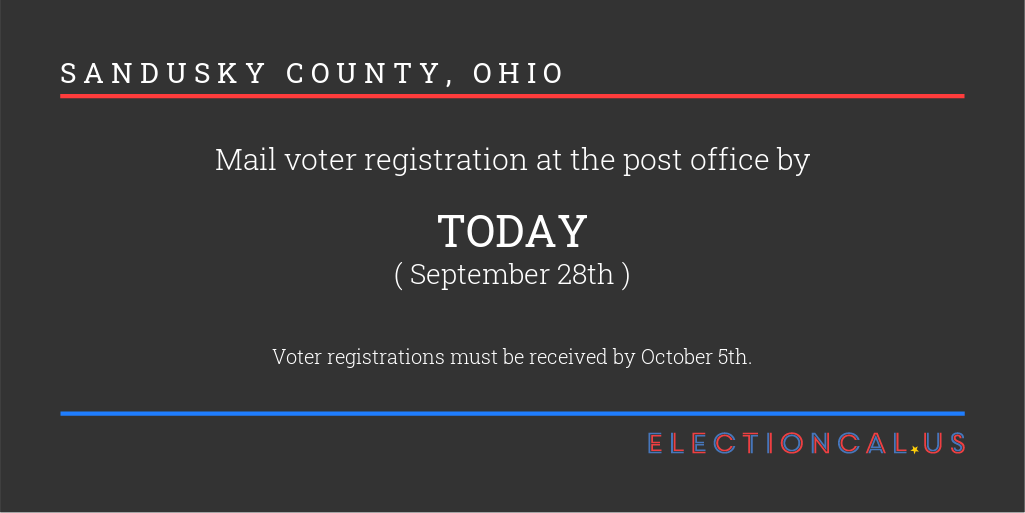 SANDUSKY COUNTY, OHIO
Mail voter registration at the post office by
TODAY
( September 28th )
Voter registrations must be received by October 5th.
ELECTIONCAL.US